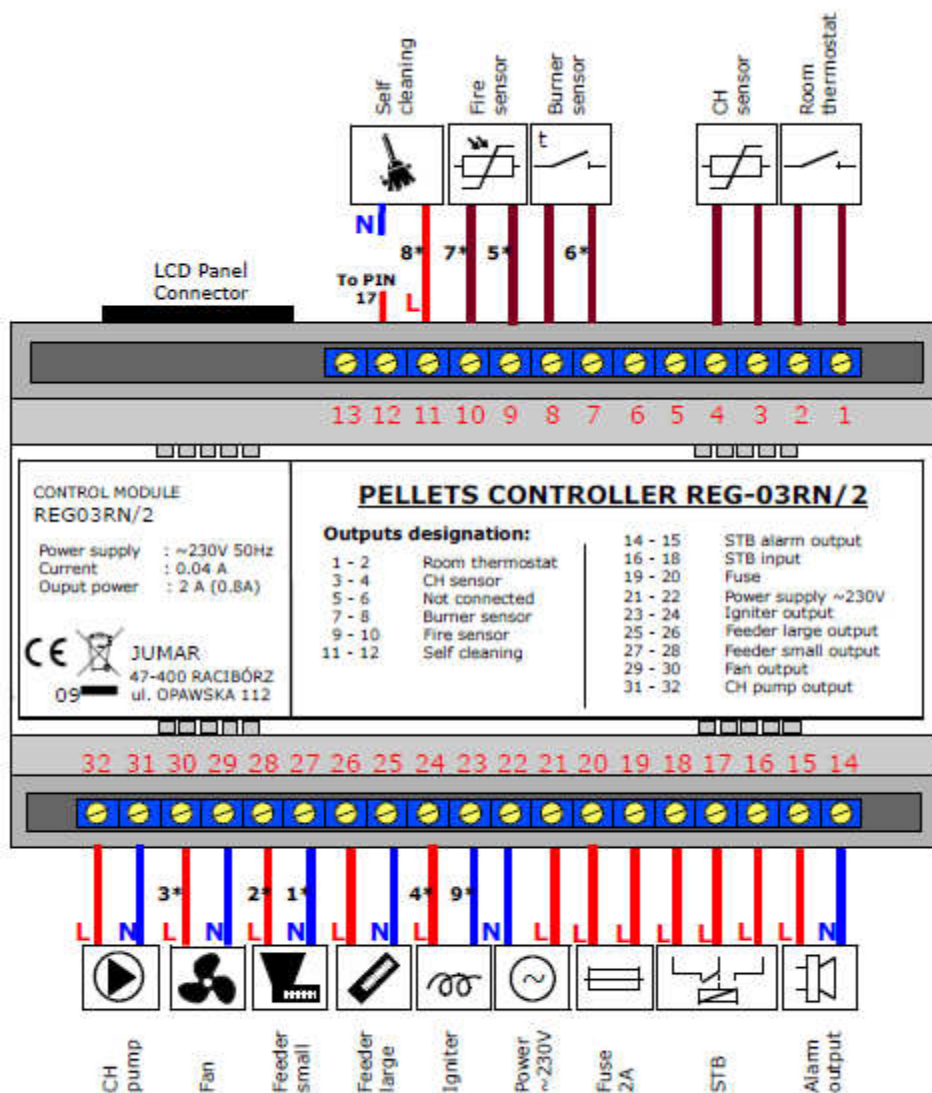 Self cleaning
Fire sensor
Burner sensor
CH sensor
Room thermostat
t
N
8* 7* 5* 6*
To PIN 17
L
LCD Panel Connector
13 12 11 10 9 8 7 6 5 4 3 2 1
CONTROL MODULE
REG03RN/2
Power supply : ~230V 50Hz
Current : 0.04 A
Ouput power : 2 A (0.8A)
CE
JUMAR
47-400 RACIBÓRZ
09 ul. OPAWSKA 112
PELLETS CONTROLLER REG-03RN/2
Outputs designation:
1 - 2 Room thermostat
3 - 4 CH sensor
5 - 6 Not connected
7 - 8 Burner sensor
9 - 10 Fire sensor
11 - 12 Self cleaning
14 - 15 STB alarm output
16 - 18 STB input
19 - 20 Fuse
21 - 22 Power supply ~230V
23 - 24 Igniter output
25 - 26 Feeder large output
27 - 28 Feeder small output
29 - 30 Fan output
31 - 32 CH pump output
32 31 30 29 28 27 26 25 24 23 22 21 20 19 18 17 16 15 14
3* 2* 1* 4* 9*
L N L N L N L N L N L L L L L L L N
CH pump
Fan
Feeder small
Feeder large
Igniter
Power ~230V
Fuse 2A
STB
Alarm output